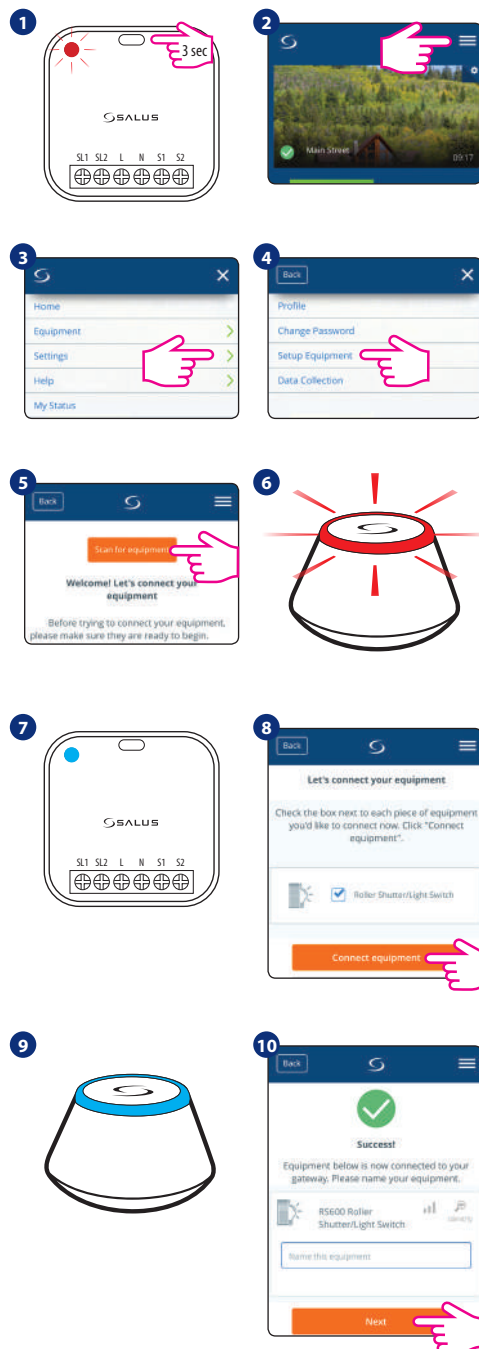 1
3 sec
SALUS
SL1 SL2 L N S1 S2
2
Main Street
09:17
3
Home
Equipment
Settings
Help
My Status
4
Back
Profile
Change Password
Setup Equipment
Data Collection
5
Back
Scan for equipment
Welcome! Let's connect your
equipment
Before trying to connect your equipment,
please make sure they are ready to begin.
6
7
SALUS
SL1 SL2 L N S1 S2
8
Back
Let's connect your equipment
Check the box next to each piece of equipment
you'd like to connect now. Click "Connect
equipment".
Roller Shutter/Light Switch
Connect equipment
9
10
Back
Success!
Equipment below is now connected to your
gateway. Please name your equipment.
RS600 Roller
Shutter/Light Switch
Name this equipment
Next